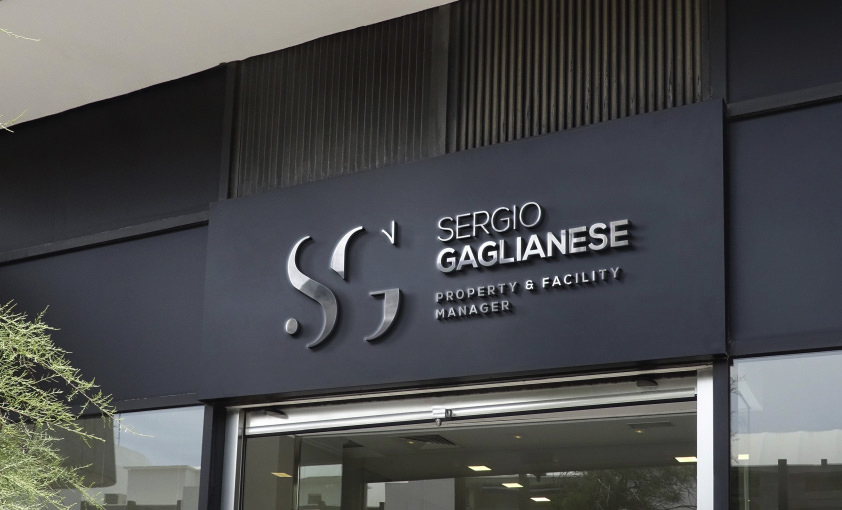 SG
SERGIO
GAGLIANESE
PROPERTY & FACILITY
MANAGER